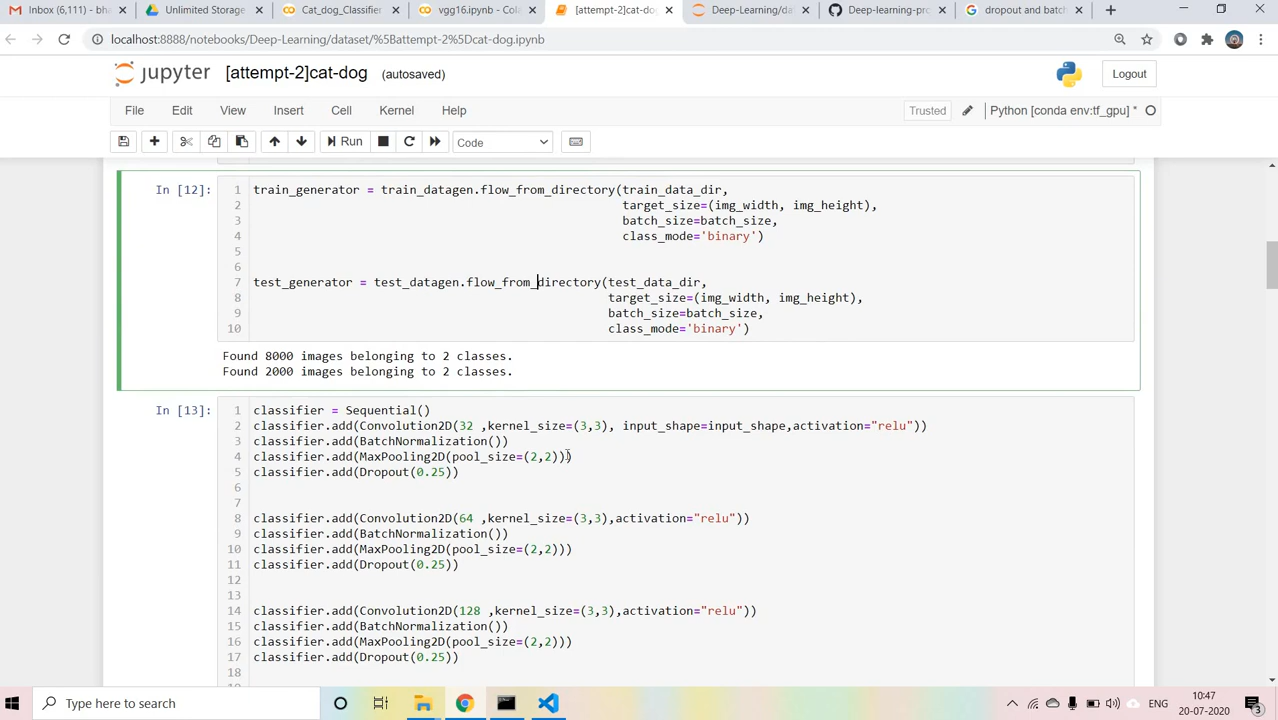 Inbox (6,111) - bha
Unlimited Storage
Cat_dog_Classifier
vgg16.ipynb - Cola
[attempt-2]cat-do
Deep-Learning/da
Deep-learning-pro
dropout and batch
localhost:8888/notebooks/Deep-Learning/dataset/%5Battempt-2%5Dcat-dog.ipynb
jupyter [attempt-2]cat-dog (autosaved)
Logout
File Edit View Insert Cell Kernel Help
Trusted
Python [conda env:tf_gpu] *
Run
Code
In [12]:
1 train_generator = train_datagen.flow_from_directory(train_data_dir,
2 target_size=(img_width, img_height),
3 batch_size=batch_size,
4 class_mode='binary')
5
6
7 test_generator = test_datagen.flow_from_directory(test_data_dir,
8 target_size=(img_width, img_height),
9 batch_size=batch_size,
10 class_mode='binary')
Found 8000 images belonging to 2 classes.
Found 2000 images belonging to 2 classes.
In [13]:
1 classifier = Sequential()
2 classifier.add(Convolution2D(32 ,kernel_size=(3,3), input_shape=input_shape,activation="relu"))
3 classifier.add(BatchNormalization())
4 classifier.add(MaxPooling2D(pool_size=(2,2)))
5 classifier.add(Dropout(0.25))
6
7
8 classifier.add(Convolution2D(64 ,kernel_size=(3,3),activation="relu"))
9 classifier.add(BatchNormalization())
10 classifier.add(MaxPooling2D(pool_size=(2,2)))
11 classifier.add(Dropout(0.25))
12
13
14 classifier.add(Convolution2D(128 ,kernel_size=(3,3),activation="relu"))
15 classifier.add(BatchNormalization())
16 classifier.add(MaxPooling2D(pool_size=(2,2)))
17 classifier.add(Dropout(0.25))
18
Type here to search
ENG
10:47
20-07-2020
3